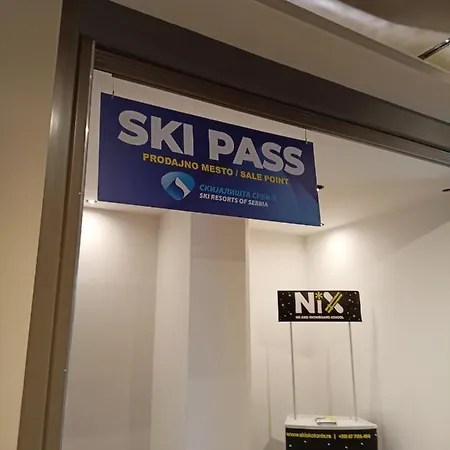 SKI PASS
PRODAJNO MESTO / SALE POINT
СКИЈАЛИШТА СРБИЈЕ
SKI RESORTS OF SERBIA
NiX
SKI AND SNOWBOARD SCHOOL